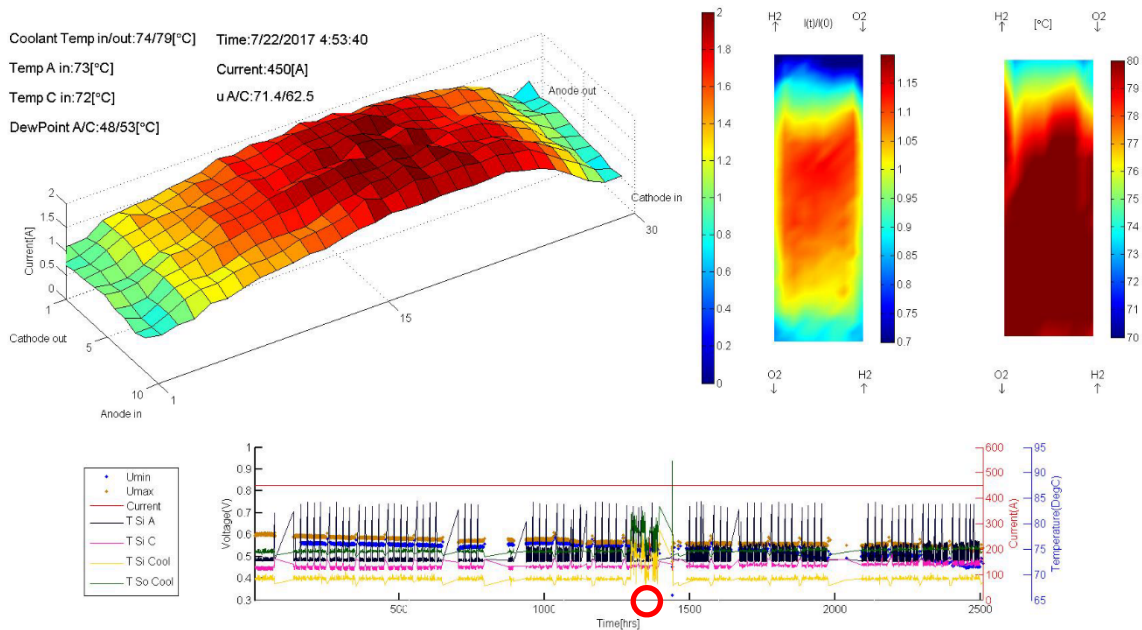 Coolant Temp in/out:74/79[°C]
Time:7/22/2017 4:53:40
Temp A in:73[°C]
Current:450[A]
Temp C in:72[°C]
u A/C:71.4/62.5
DewPoint A/C:48/53[°C]
Anode out
Cathode in
30
15
Current[A]
2
1.5
1
0.5
0
1
5
10
1
Cathode out
Anode in
2
1.8
1.6
1.4
1.2
1
0.8
0.6
0.4
0.2
0
H2 I(t)/I(0) O2
↑ ↓
1.15
1.1
1.05
1
0.95
0.9
0.85
0.8
0.75
0.7
O2 H2
↓ ↑
H2 [°C] O2
↑ ↓
80
79
78
77
76
75
74
73
72
71
70
O2 H2
↓ ↑
Umin
Umax
Current
T Si A
T Si C
T Si Cool
T So Cool
Voltage(V)
1
0.9
0.8
0.7
0.6
0.5
0.4
0.3
500
1000
1500
2000
2500
Time[hrs]
600
500
400
300
200
100
0
Current(A)
95
90
85
80
75
70
65
Temperature(DegC)